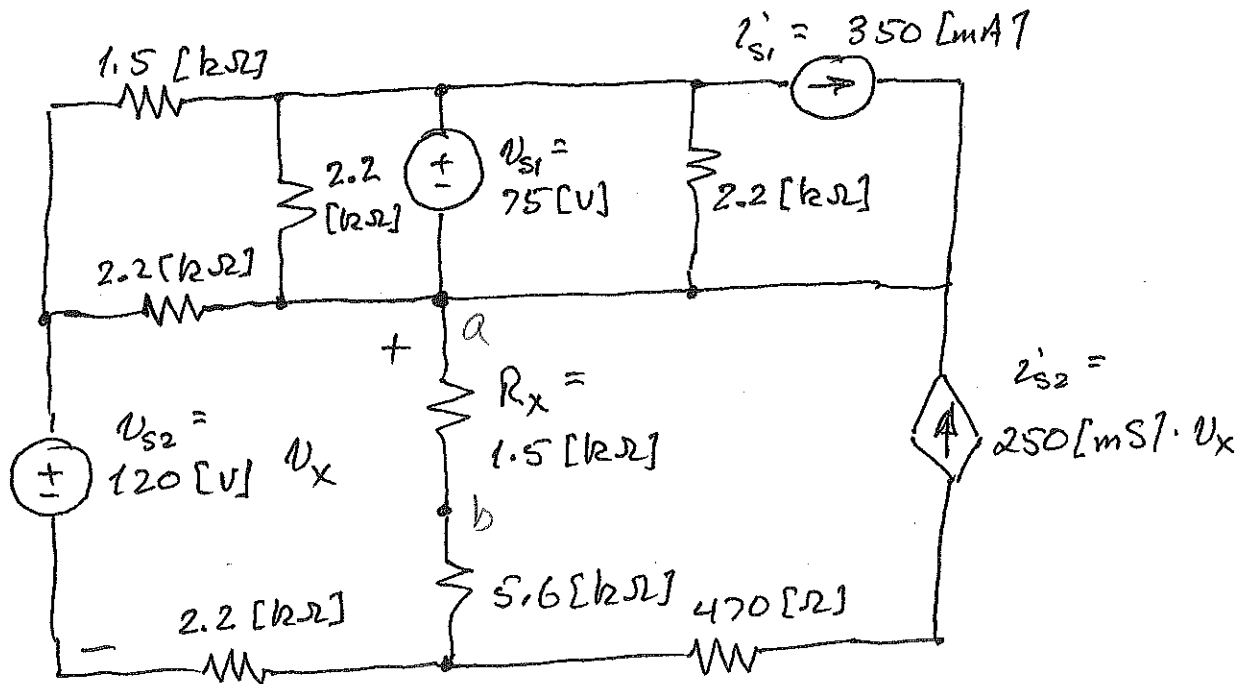 i_S1 = 350 [mA]
1.5 [kΩ]
2.2
[kΩ]
v_S1 =
75 [V]
2.2 [kΩ]
2.2 [kΩ]
a
+
R_X =
1.5 [kΩ]
i_S2 =
250 [mS] · v_X
v_S2 =
120 [V]
v_X
+
-
b
5.6 [kΩ]
470 [Ω]
2.2 [kΩ]
-